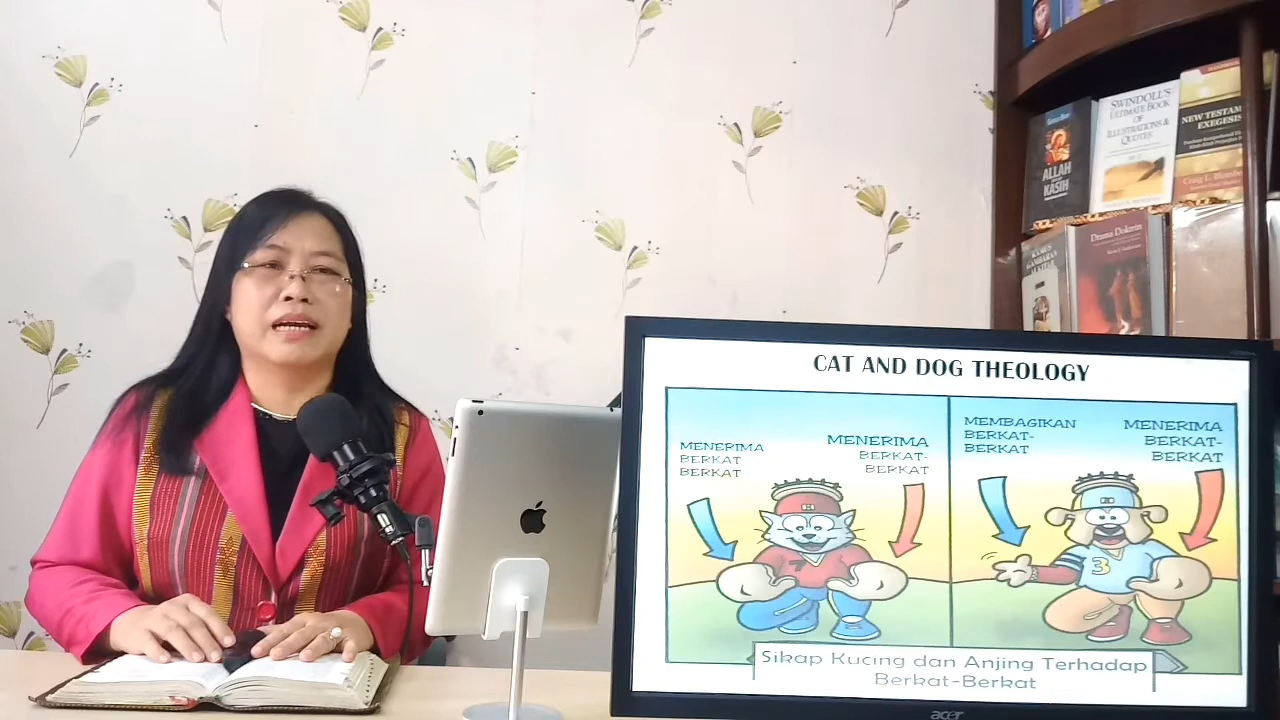 CAT AND DOG THEOLOGY
MENERIMA
BERKAT
BERKAT
MENERIMA
BERKAT-
BERKAT
MEMBAGIKAN
BERKAT-
BERKAT
MENERIMA
BERKAT-
BERKAT
3
Sikap Kucing dan Anjing Terhadap
Berkat-Berkat
acer
ALLAH
KASIH
SWINDOLL'S
ULTIMATE BOOK
OF
ILLUSTRATIONS &
QUOTES
NEW TESTAM
EXEGESIS
Craig L. Blombe
Drama Doktrin